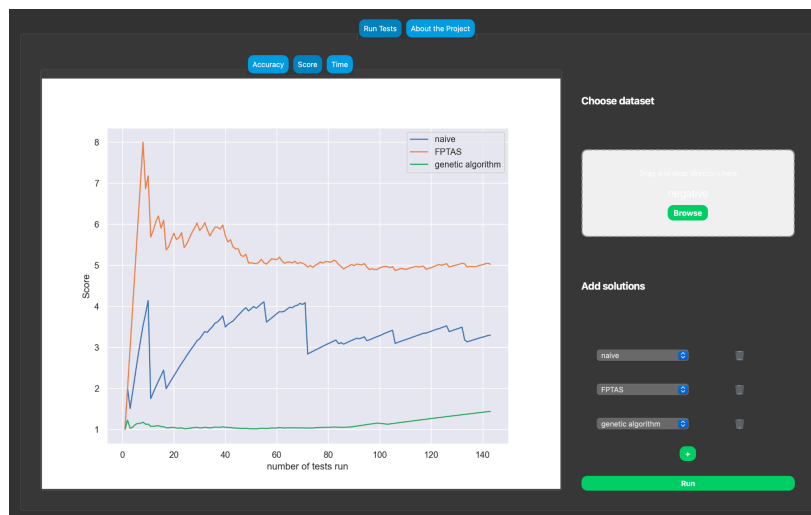 Run Tests
About the Project
Accuracy
Score
Time
Choose dataset
8
7
6
5
4
3
2
1
Score
0
20
40
60
80
100
120
140
number of tests run
naive
FPTAS
genetic algorithm
negative
Browse
Add solutions
naive
FPTAS
genetic algorithm
+
Run